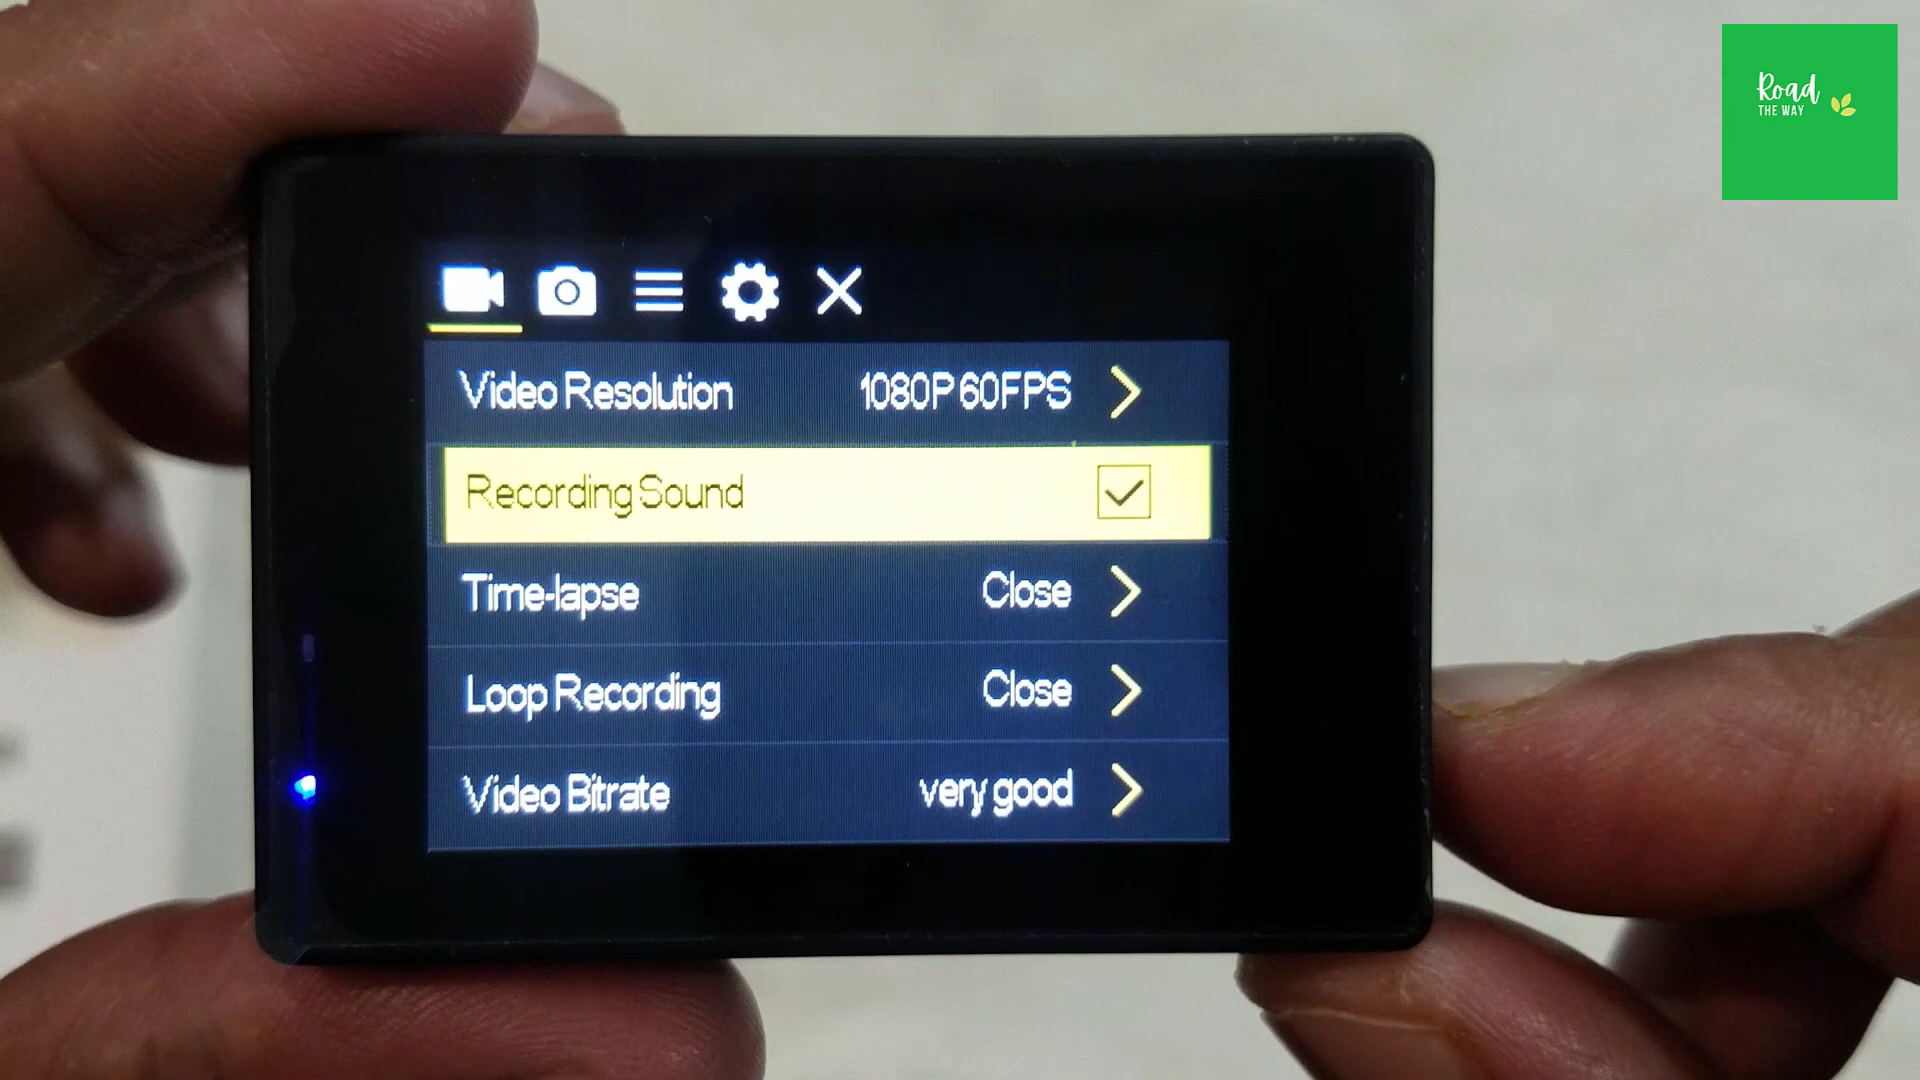 Road
THE WAY
Video Resolution 1080P 60FPS
Recording Sound
Time-lapse Close
Loop Recording Close
Video Bitrate very good